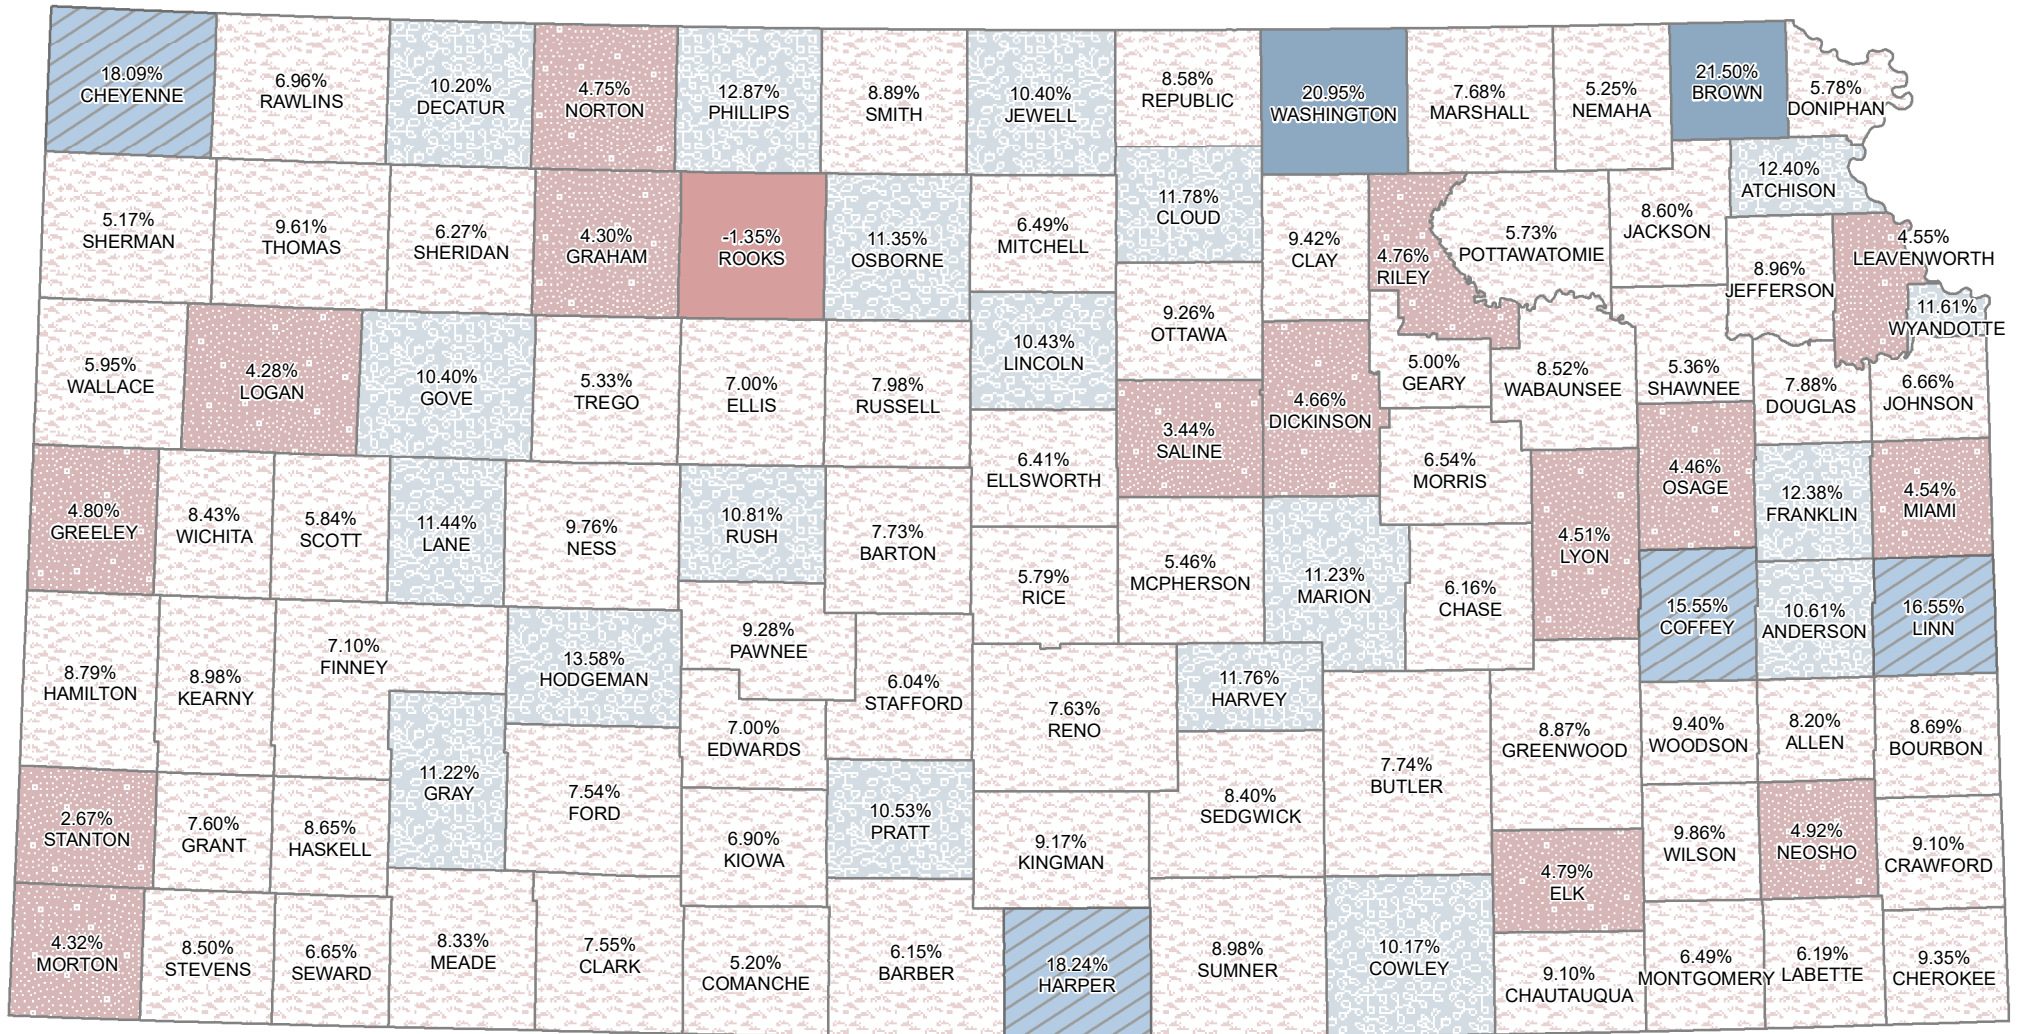 18.09%
CHEYENNE
6.96%
RAWLINS
10.20%
DECATUR
4.75%
NORTON
12.87%
PHILLIPS
8.89%
SMITH
10.40%
JEWELL
8.58%
REPUBLIC
20.95%
WASHINGTON
7.68%
MARSHALL
5.25%
NEMAHA
21.50%
BROWN
5.78%
DONIPHAN
12.40%
ATCHISON
5.17%
SHERMAN
9.61%
THOMAS
6.27%
SHERIDAN
4.30%
GRAHAM
-1.35%
ROOKS
11.35%
OSBORNE
6.49%
MITCHELL
11.78%
CLOUD
9.42%
CLAY
4.76%
RILEY
5.73%
POTTAWATOMIE
8.60%
JACKSON
8.96%
JEFFERSON
4.55%
LEAVENWORTH
11.61%
WYANDOTTE
5.95%
WALLACE
4.28%
LOGAN
10.40%
GOVE
5.33%
TREGO
7.00%
ELLIS
7.98%
RUSSELL
10.43%
LINCOLN
9.26%
OTTAWA
4.66%
DICKINSON
5.00%
GEARY
8.52%
WABAUNSEE
5.36%
SHAWNEE
7.88%
DOUGLAS
6.66%
JOHNSON
4.80%
GREELEY
8.43%
WICHITA
5.84%
SCOTT
11.44%
LANE
9.76%
NESS
10.81%
RUSH
7.73%
BARTON
6.41%
ELLSWORTH
3.44%
SALINE
6.54%
MORRIS
4.51%
LYON
4.46%
OSAGE
12.38%
FRANKLIN
4.54%
MIAMI
5.79%
RICE
5.46%
MCPHERSON
11.23%
MARION
6.16%
CHASE
15.55%
COFFEY
10.61%
ANDERSON
16.55%
LINN
8.79%
HAMILTON
8.98%
KEARNY
7.10%
FINNEY
13.58%
HODGEMAN
9.28%
PAWNEE
6.04%
STAFFORD
7.63%
RENO
11.76%
HARVEY
7.74%
BUTLER
8.87%
GREENWOOD
9.40%
WOODSON
8.20%
ALLEN
8.69%
BOURBON
2.67%
STANTON
7.60%
GRANT
8.65%
HASKELL
11.22%
GRAY
7.54%
FORD
7.00%
EDWARDS
6.90%
KIOWA
10.53%
PRATT
9.17%
KINGMAN
8.40%
SEDGWICK
4.79%
ELK
9.86%
WILSON
4.92%
NEOSHO
9.10%
CRAWFORD
4.32%
MORTON
8.50%
STEVENS
6.65%
SEWARD
8.33%
MEADE
7.55%
CLARK
5.20%
COMANCHE
6.15%
BARBER
18.24%
HARPER
8.98%
SUMNER
10.17%
COWLEY
9.10%
CHAUTAUQUA
6.49%
MONTGOMERY
6.19%
LABETTE
9.35%
CHEROKEE